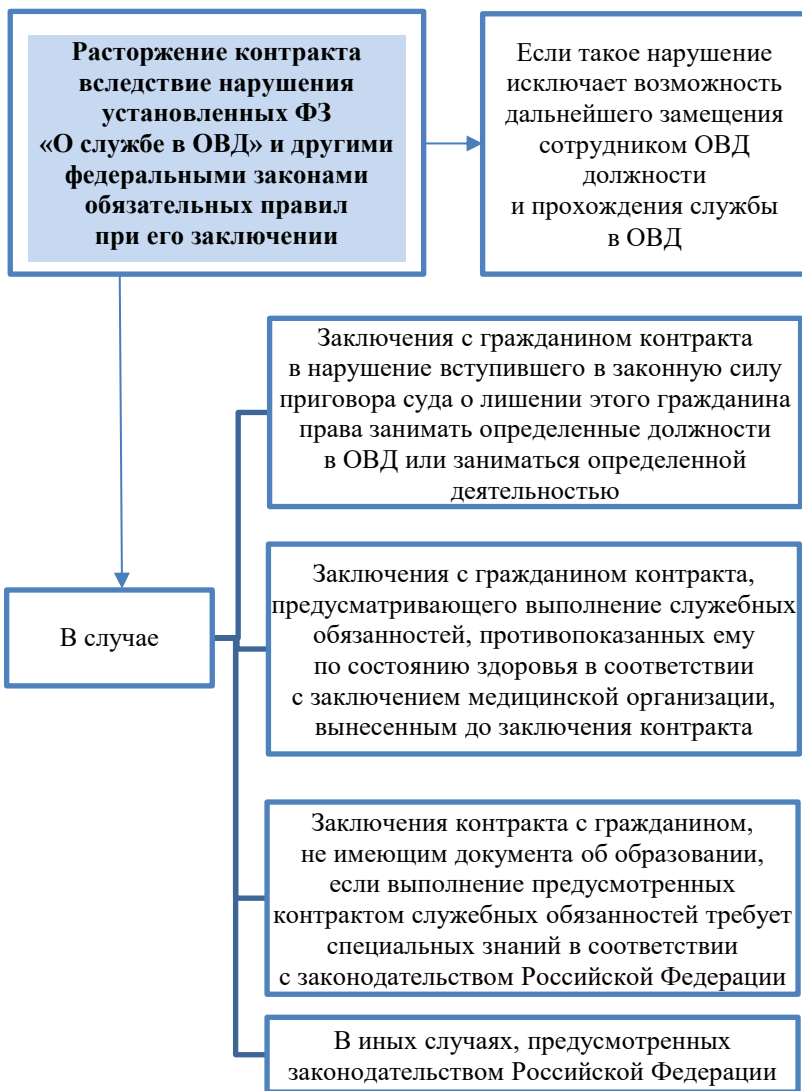 Расторжение контракта
вследствие нарушения
установленных ФЗ
«О службе в ОВД» и другими
федеральными законами
обязательных правил
при его заключении
Если такое нарушение
исключает возможность
дальнейшего замещения
сотрудником ОВД
должности
и прохождения службы
в ОВД
Заключения с гражданином контракта
в нарушение вступившего в законную силу
приговора суда о лишении этого гражданина
права занимать определенные должности
в ОВД или заниматься определенной
деятельностью
В случае
Заключения с гражданином контракта,
предусматривающего выполнение служебных
обязанностей, противопоказанных ему
по состоянию здоровья в соответствии
с заключением медицинской организации,
вынесенным до заключения контракта
Заключения контракта с гражданином,
не имеющим документа об образовании,
если выполнение предусмотренных
контрактом служебных обязанностей требует
специальных знаний в соответствии
с законодательством Российской Федерации
В иных случаях, предусмотренных
законодательством Российской Федерации